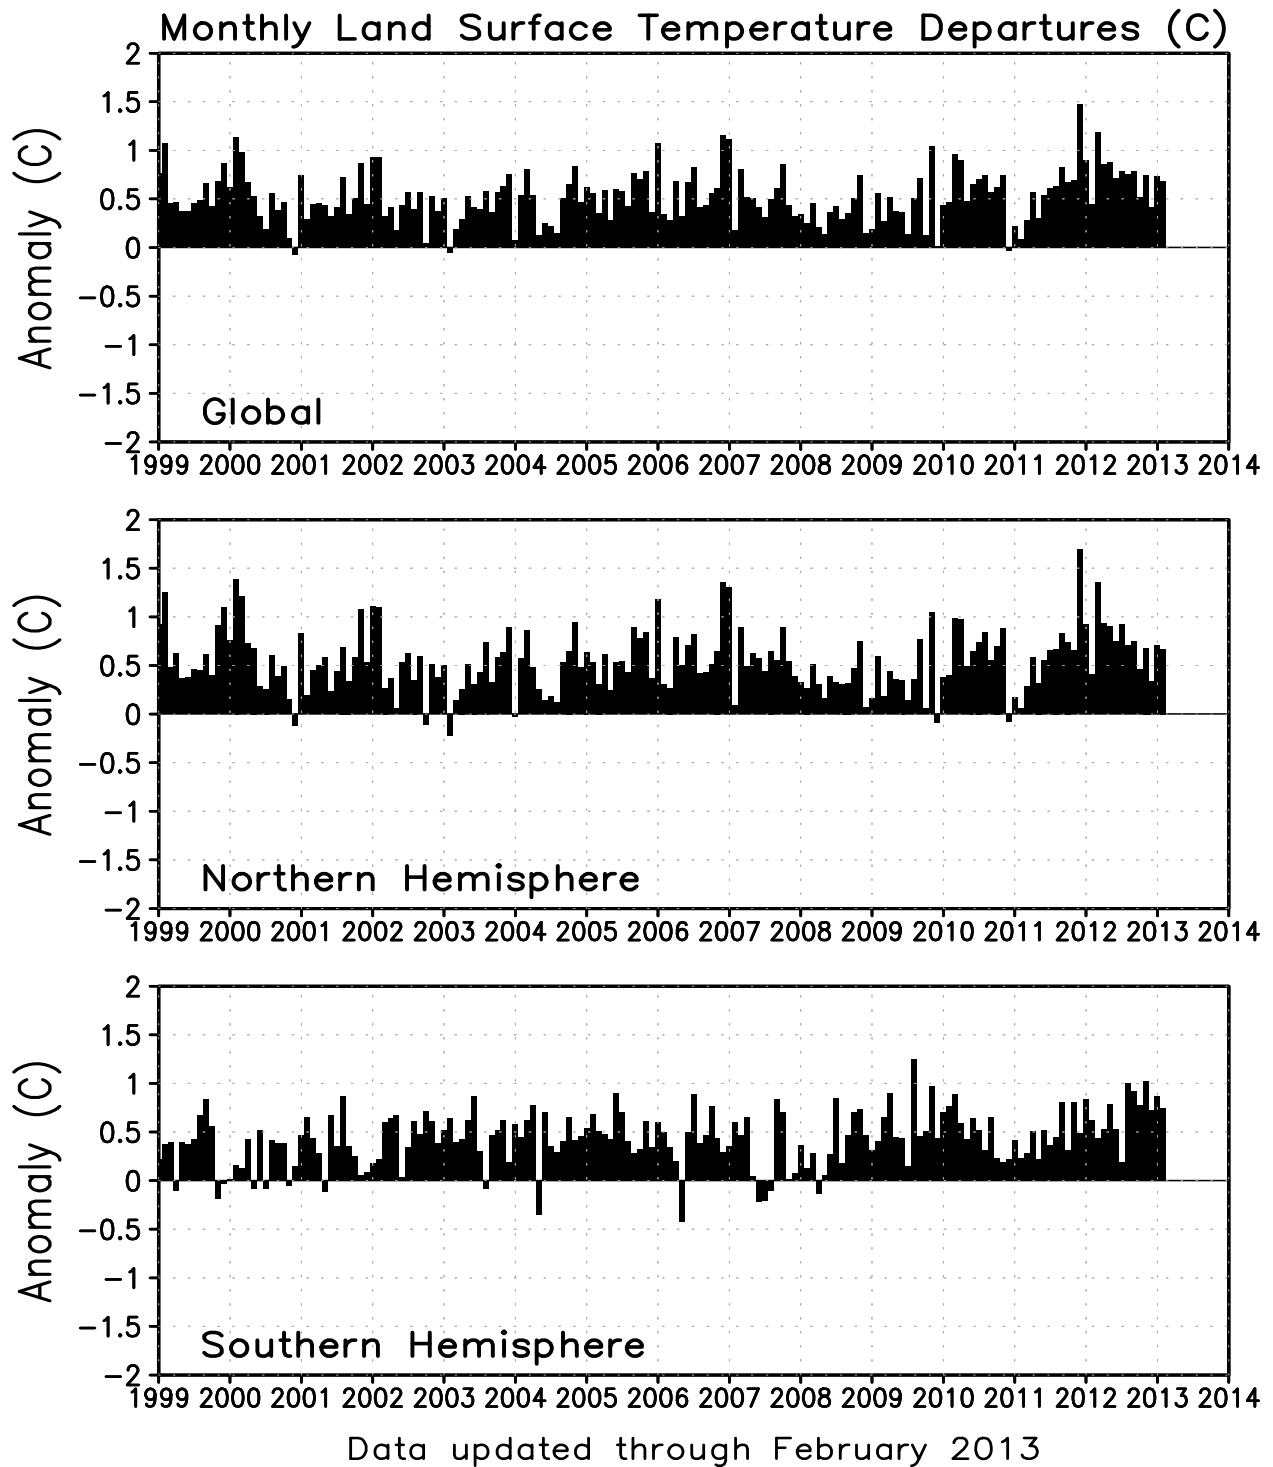 Monthly Land Surface Temperature Departures (C)
2
1.5
1
0.5
0
−0.5
−1
−1.5
−2
Anomaly (C)
Global
1999 2000 2001 2002 2003 2004 2005 2006 2007 2008 2009 2010 2011 2012 2013 2014
2
1.5
1
0.5
0
−0.5
−1
−1.5
−2
Anomaly (C)
Northern Hemisphere
1999 2000 2001 2002 2003 2004 2005 2006 2007 2008 2009 2010 2011 2012 2013 2014
2
1.5
1
0.5
0
−0.5
−1
−1.5
−2
Anomaly (C)
Southern Hemisphere
1999 2000 2001 2002 2003 2004 2005 2006 2007 2008 2009 2010 2011 2012 2013 2014
Data updated through February 2013